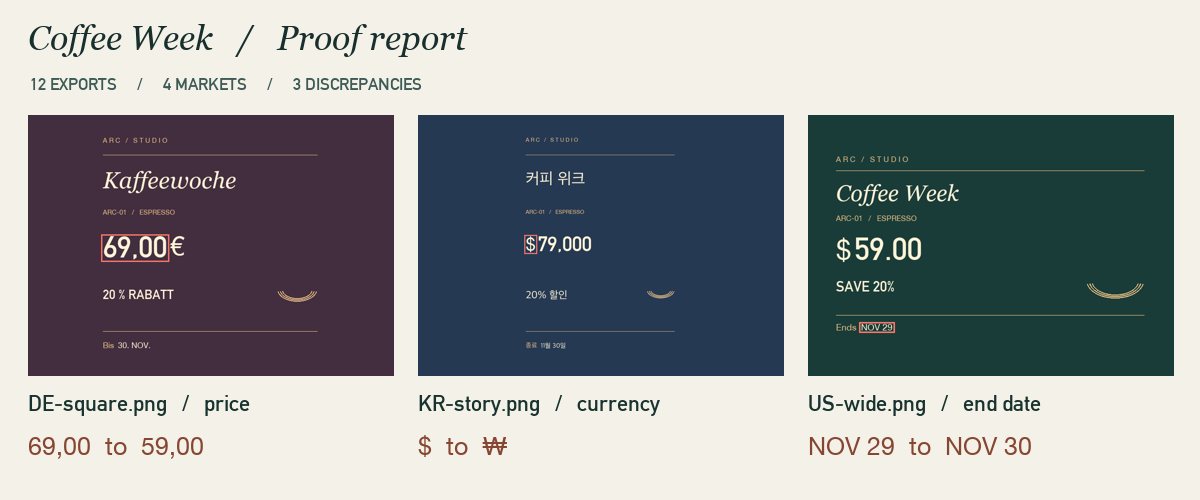 Coffee Week / Proof report
12 EXPORTS / 4 MARKETS / 3 DISCREPANCIES
ARC / STUDIO
Kaffeewoche
ARC-01 / ESPRESSO
69,00 €
20 % RABATT
Bis 30. NOV.
DE-square.png / price
69,00 to 59,00
ARC / STUDIO
커피 위크
ARC-01 / ESPRESSO
$79,000
20% 할인
종료 11월 30일
KR-story.png / currency
$ to ₩
ARC / STUDIO
Coffee Week
ARC-01 / ESPRESSO
$59.00
SAVE 20%
Ends NOV 29
US-wide.png / end date
NOV 29 to NOV 30